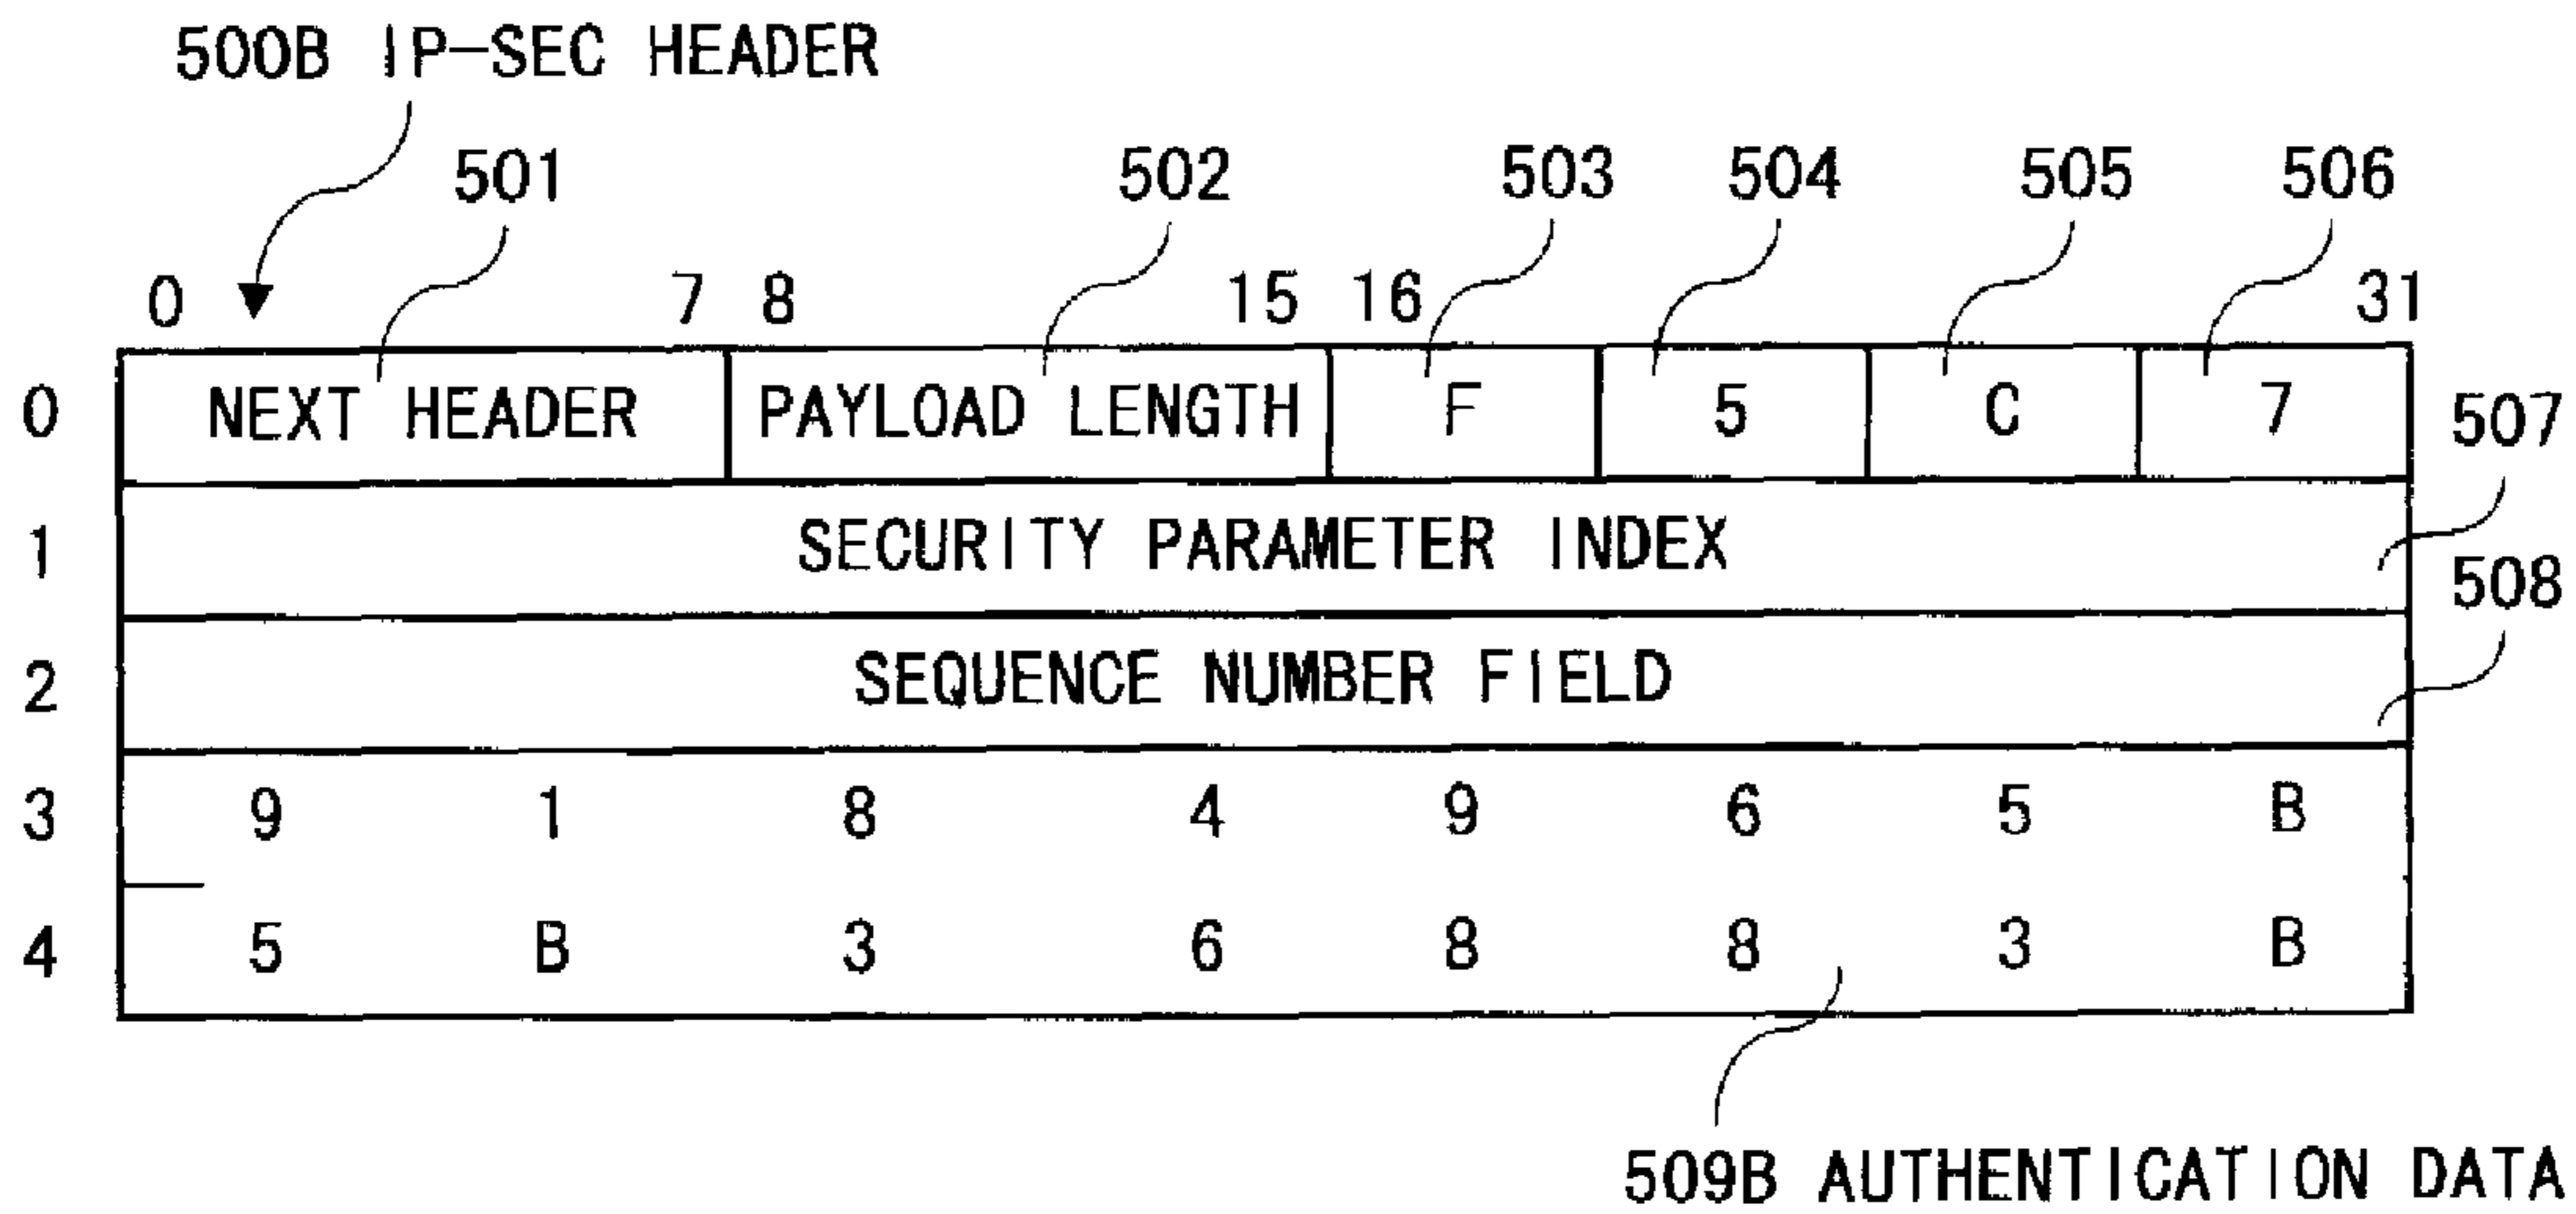 500B IP-SEC HEADER
501 502 503 504 505 506
0 7 8 15 16 31
0 NEXT HEADER PAYLOAD LENGTH F 5 C 7 507
1 SECURITY PARAMETER INDEX
508
2 SEQUENCE NUMBER FIELD
3 9 1 8 4 9 6 5 B
4 5 B 3 6 8 8 3 B
509B AUTHENTICATION DATA